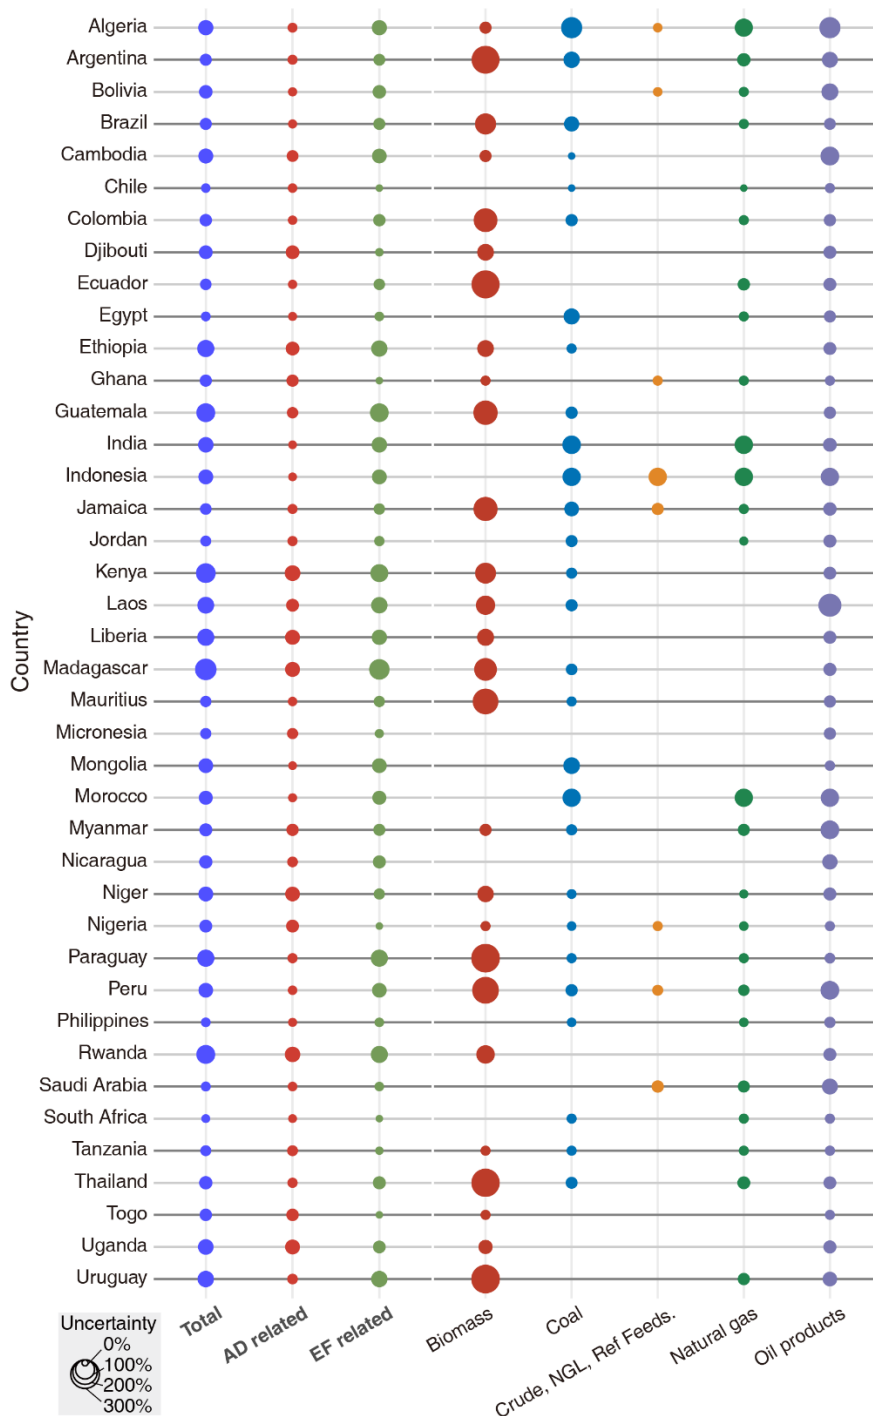 Algeria
Argentina
Bolivia
Brazil
Cambodia
Chile
Colombia
Djibouti
Ecuador
Egypt
Ethiopia
Ghana
Guatemala
India
Indonesia
Jamaica
Jordan
Kenya
Laos
Liberia
Madagascar
Mauritius
Micronesia
Mongolia
Morocco
Myanmar
Nicaragua
Niger
Nigeria
Paraguay
Peru
Philippines
Rwanda
Saudi Arabia
South Africa
Tanzania
Thailand
Togo
Uganda
Uruguay
Country
Total
AD related
EF related
Biomass
Coal
Crude, NGL, Ref Feeds.
Natural gas
Oil products
Uncertainty
0%
100%
200%
300%